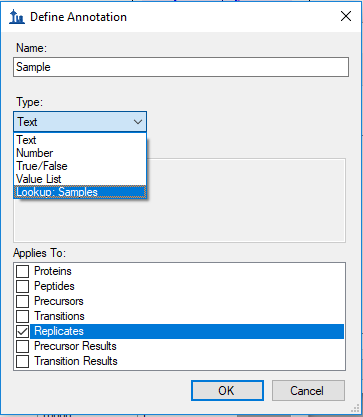 Define Annotation
Name:
Sample
Type:
Text
Text
Number
True/False
Value List
Lookup: Samples
Applies To:
Proteins
Peptides
Precursors
Transitions
Replicates
Precursor Results
Transition Results
OK
Cancel